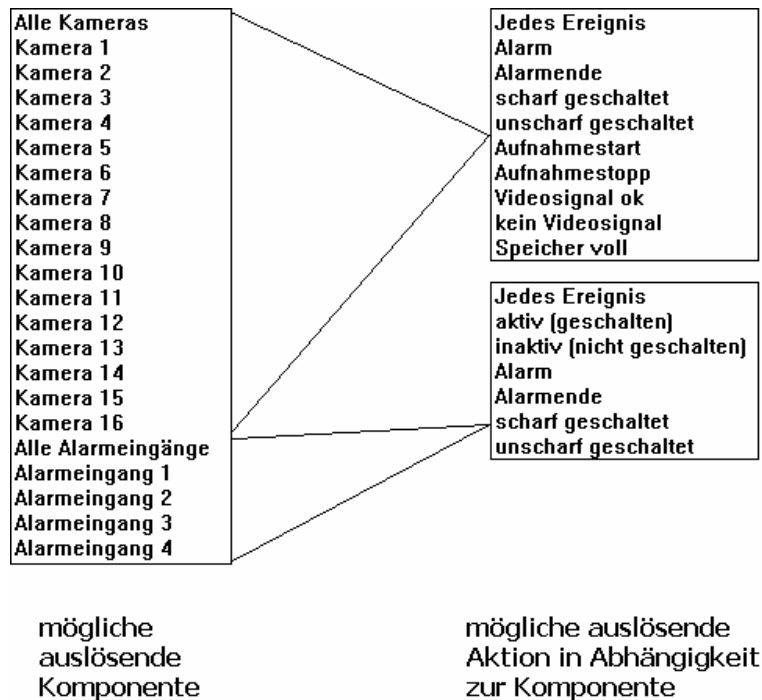 Alle Kameras
Kamera 1
Kamera 2
Kamera 3
Kamera 4
Kamera 5
Kamera 6
Kamera 7
Kamera 8
Kamera 9
Kamera 10
Kamera 11
Kamera 12
Kamera 13
Kamera 14
Kamera 15
Kamera 16
Alle Alarmeingänge
Alarmeingang 1
Alarmeingang 2
Alarmeingang 3
Alarmeingang 4
Jedes Ereignis
Alarm
Alarmende
scharf geschaltet
unscharf geschaltet
Aufnahmestart
Aufnahmestopp
Videosignal ok
kein Videosignal
Speicher voll
Jedes Ereignis
aktiv (geschalten)
inaktiv (nicht geschalten)
Alarm
Alarmende
scharf geschaltet
unscharf geschaltet
mögliche
auslösende
Komponente
mögliche auslösende
Aktion in Abhängigkeit
zur Komponente